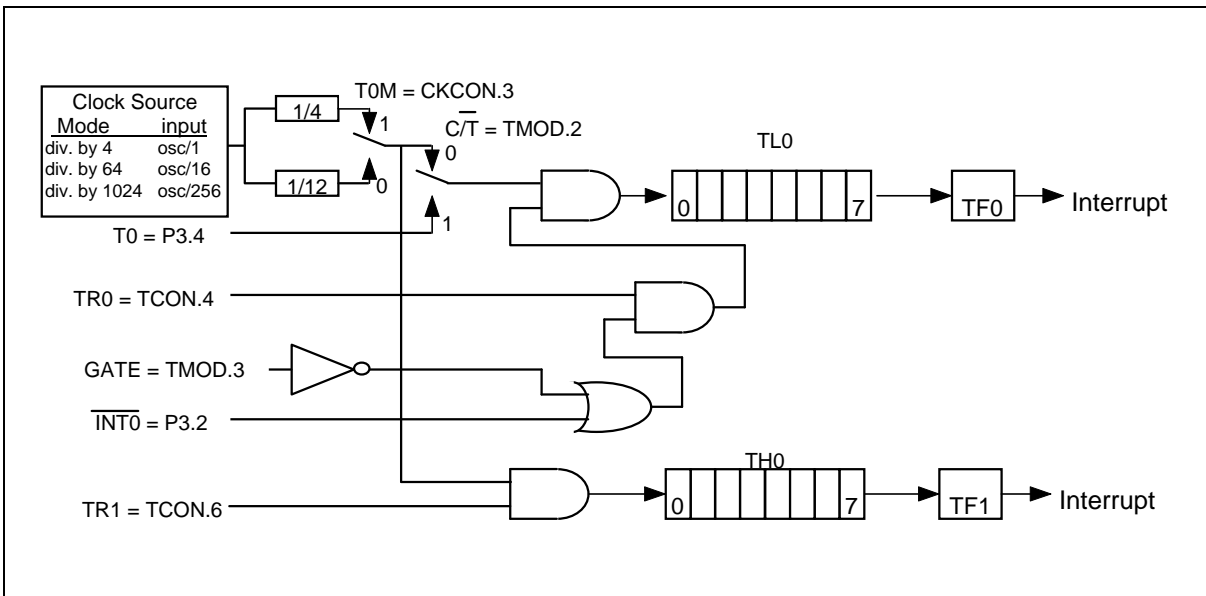 Clock Source
Mode input
div. by 4 osc/1
div. by 64 osc/16
div. by 1024 osc/256
1/4
1/12
T0M = CKCON.3
1
0
C/T̅ = TMOD.2
0
1
T0 = P3.4
TL0
0 7
TF0
Interrupt
TR0 = TCON.4
GATE = TMOD.3
I̅N̅T̅0̅ = P3.2
TR1 = TCON.6
TH0
0 7
TF1
Interrupt